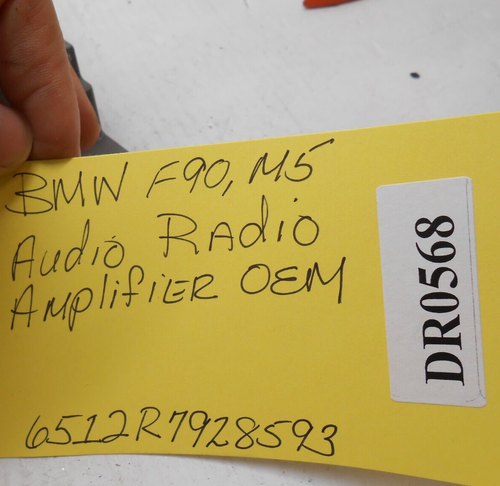 BMW F90, M5
Audio Radio
Amplifier OEM
6512R7928593
DR0568